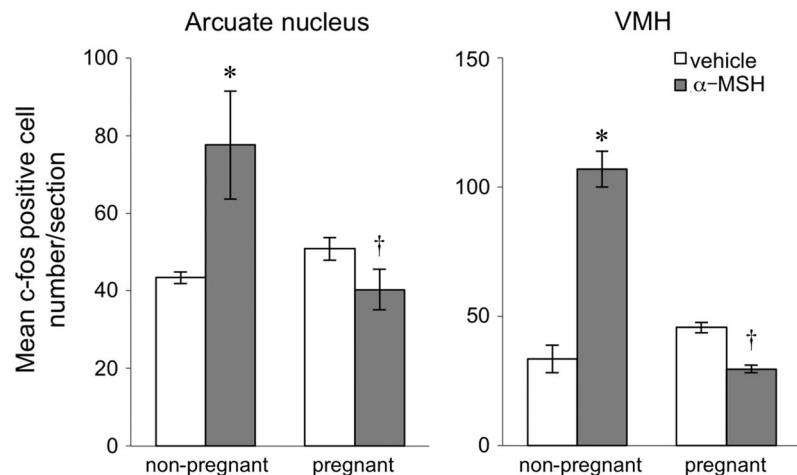 Arcuate nucleus
VMH
Mean c-fos positive cell
number/section
100
80
60
40
20
0
*
†
non-pregnant
pregnant
150
100
50
0
vehicle
α-MSH
*
†
non-pregnant
pregnant